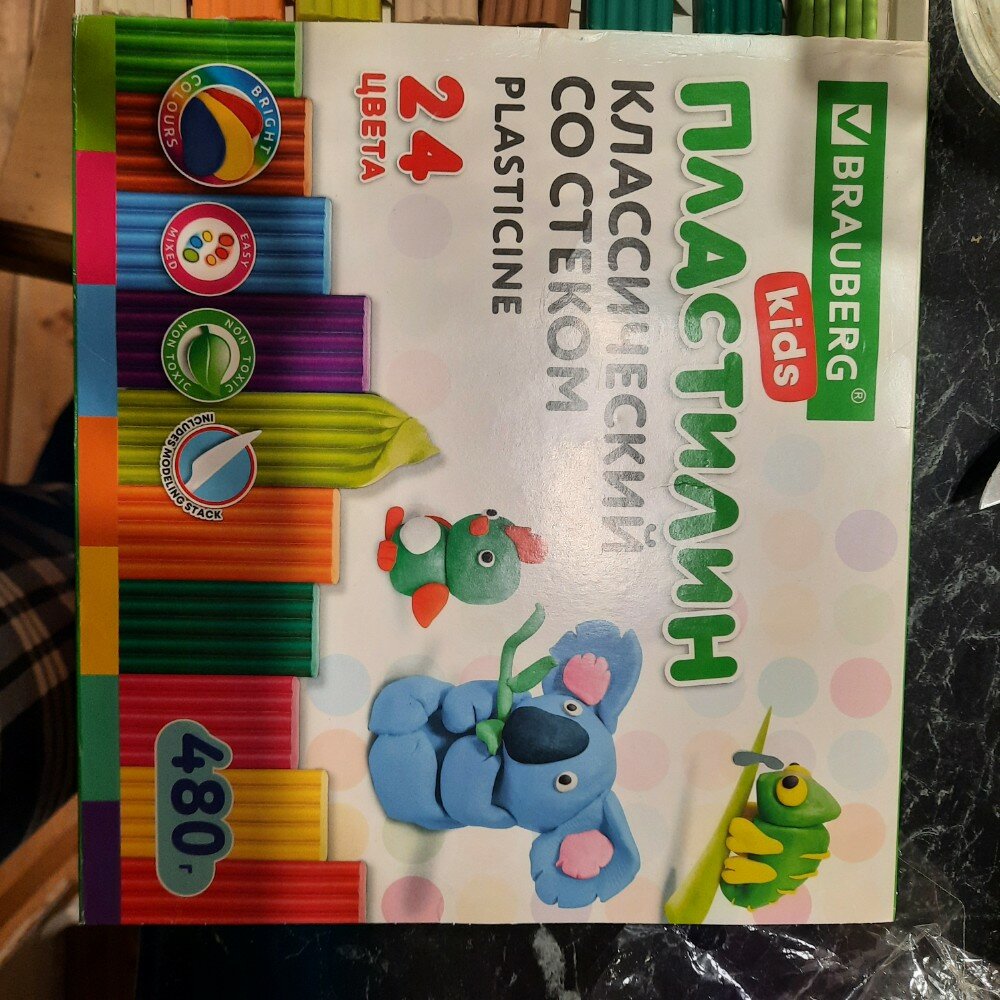 BRAUBERG®
kids
ПЛАСТИЛИН
КЛАССИЧЕСКИЙ
СО СТЕКОМ
PLASTICINE
24
ЦВЕТА
BRIGHT
COLOURS
EASY
MIXED
NON TOXIC
NON TOXIC
INCLUDES MODELING STACK
480 г